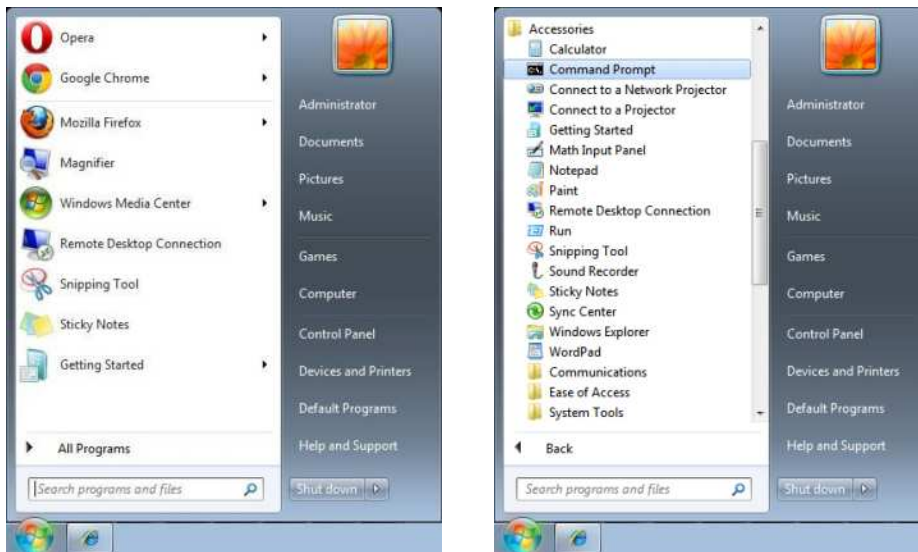 Opera
Google Chrome
Mozilla Firefox
Magnifier
Windows Media Center
Remote Desktop Connection
Snipping Tool
Sticky Notes
Getting Started
All Programs
Search programs and files
Administrator
Documents
Pictures
Music
Games
Computer
Control Panel
Devices and Printers
Default Programs
Help and Support
Shut down
Accessories
Calculator
Command Prompt
Connect to a Network Projector
Connect to a Projector
Getting Started
Math Input Panel
Notepad
Paint
Remote Desktop Connection
Run
Snipping Tool
Sound Recorder
Sticky Notes
Sync Center
Windows Explorer
WordPad
Communications
Ease of Access
System Tools
Back
Search programs and files
Administrator
Documents
Pictures
Music
Games
Computer
Control Panel
Devices and Printers
Default Programs
Help and Support
Shut down